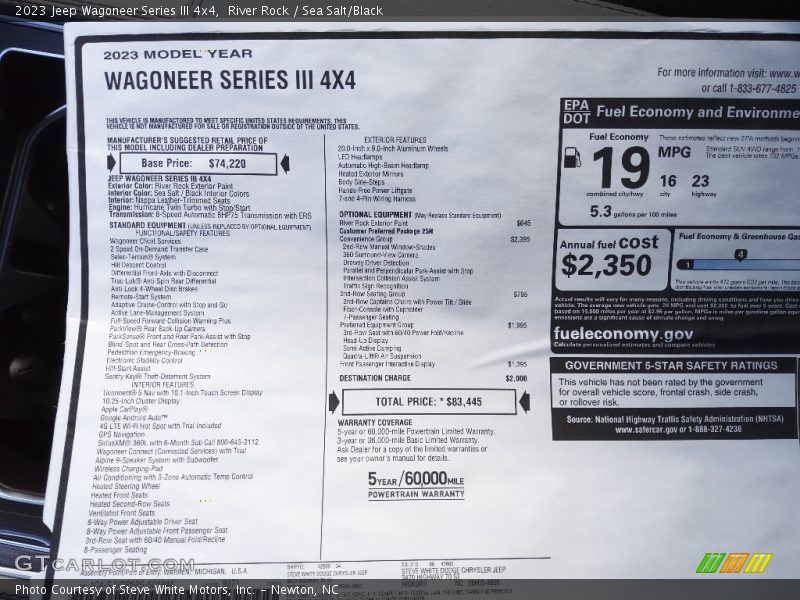 2023 Jeep Wagoneer Series III 4x4, River Rock / Sea Salt/Black
2023 MODEL YEAR
WAGONEER SERIES III 4X4
THIS VEHICLE IS MANUFACTURED TO MEET SPECIFIC UNITED STATES REQUIREMENTS. THIS
VEHICLE IS NOT MANUFACTURED FOR SALE OR REGISTRATION OUTSIDE OF THE UNITED STATES.
MANUFACTURER'S SUGGESTED RETAIL PRICE OF
THIS MODEL INCLUDING DEALER PREPARATION
Base Price: $74,220
JEEP WAGONEER SERIES III 4X4
Exterior Color: River Rock Exterior Paint
Interior Color: Sea Salt / Black Interior Colors
Interior: Nappa Leather-Trimmed Seats
Engine: Hurricane Twin Turbo with Stop/Start
Transmission: 8-Speed Automatic 8HP75 Transmission with ERS
STANDARD EQUIPMENT (UNLESS REPLACED BY OPTIONAL EQUIPMENT)
FUNCTIONAL/SAFETY FEATURES
Wagoneer Client Services
2 Speed On-Demand Transfer Case
Selec-Terrain® System
Hill Descent Control
Differential Front-Axle with Disconnect
Trac-Lok® Anti-Spin Rear Differential
Anti-Lock 4-Wheel Disc Brakes
Remote-Start System
Adaptive Cruise-Control with Stop and Go
Active Lane-Management System
Full-Speed Forward Collision Warning Plus
ParkView® Rear Back-Up Camera
ParkSense® Front and Rear Park-Assist with Stop
Blind-Spot and Rear Cross-Path Detection
Pedestrian Emergency-Braking
Electronic Stability Control
Hill-Start Assist
Sentry Key® Theft-Deterrent System
INTERIOR FEATURES
Uconnect® 5 Nav with 10.1-Inch Touch Screen Display
10.25-Inch Cluster Display
Apple CarPlay®
Google Android Auto™
4G LTE Wi-Fi Hot Spot with Trial Included
GPS Navigation
SiriusXM® 360L with 6-Month Sub Call 800-643-2112
Wagoneer Connect (Connected Services) with Trial
Alpine 9-Speaker System with Subwoofer
Wireless Charging-Pad
Air Conditioning with 3-Zone Automatic Temp Control
Heated Steering Wheel
Heated Front Seats
Heated Second-Row Seats
Ventilated Front Seats
8-Way Power Adjustable Driver Seat
8-Way Power Adjustable Front Passenger Seat
3rd-Row Seat with 60/40 Manual Fold/Recline
8-Passenger Seating
EXTERIOR FEATURES
20.0-Inch x 9.0-Inch Aluminum Wheels
LED Headlamps
Automatic High-Beam Headlamp
Heated Exterior Mirrors
Body Side-Steps
Hands-Free Power Liftgate
7-and 4-Pin Wiring Harness
OPTIONAL EQUIPMENT (May Replace Standard Equipment)
River Rock Exterior Paint $645
Customer Preferred Package 25N
Convenience Group $2,395
2nd-Row Manual Window-Shades
360 Surround-View Camera
Drowsy Driver Detection
Parallel and Perpendicular Park-Assist with Stop
Intersection Collision Assist System
Traffic Sign Recognition
2nd-Row Seating Group $795
2nd-Row Captains Chairs with Power Tilt / Slide
Floor-Console with Cupholder
7-Passenger Seating
Preferred Equipment Group $1,995
3rd-Row Seat with 60/40 Power Fold/Recline
Head-Up Display
Semi-Active Damping
Quadra-Lift® Air Suspension
Front Passenger Interactive Display $1,395
DESTINATION CHARGE $2,000
TOTAL PRICE: * $83,445
WARRANTY COVERAGE
5-year or 60,000-mile Powertrain Limited Warranty.
3-year or 36,000-mile Basic Limited Warranty.
Ask Dealer for a copy of the limited warranties or
see your owner's manual for details.
5 YEAR/60,000 MILE
POWERTRAIN WARRANTY
For more information visit: www.w
or call 1-833-677-4825
EPA
DOT
Fuel Economy and Environme
Fuel Economy
19 MPG
combined city/hwy
16 city
23 highway
5.3 gallons per 100 miles
Annual fuel cost
$2,350
Fuel Economy & Greenhouse Gas
1
4
fueleconomy.gov
Calculate personalized estimates and compare vehicles
GOVERNMENT 5-STAR SAFETY RATINGS
This vehicle has not been rated by the government
for overall vehicle score, frontal crash, side crash,
or rollover risk.
Source: National Highway Traffic Safety Administration (NHTSA)
www.safercar.gov or 1-888-327-4236
Assembly Point/Port of Entry: WARREN, MICHIGAN, U.S.A.
STEVE WHITE DODGE CHRYSLER JEEP
STEVE WHITE DODGE CHRYSLER JEEP
3470 HIGHWAY 70 SE
GTCARLOT.COM
Photo Courtesy of Steve White Motors, Inc. – Newton, NC